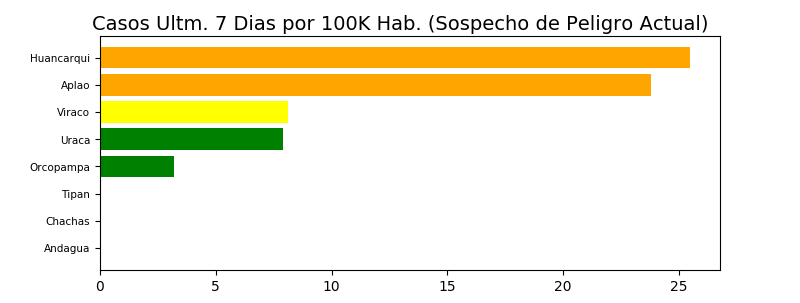 Casos Ultm. 7 Dias por 100K Hab. (Sospecho de Peligro Actual)
Huancarqui
Aplao
Viraco
Uraca
Orcopampa
Tipan
Chachas
Andagua
0 5 10 15 20 25